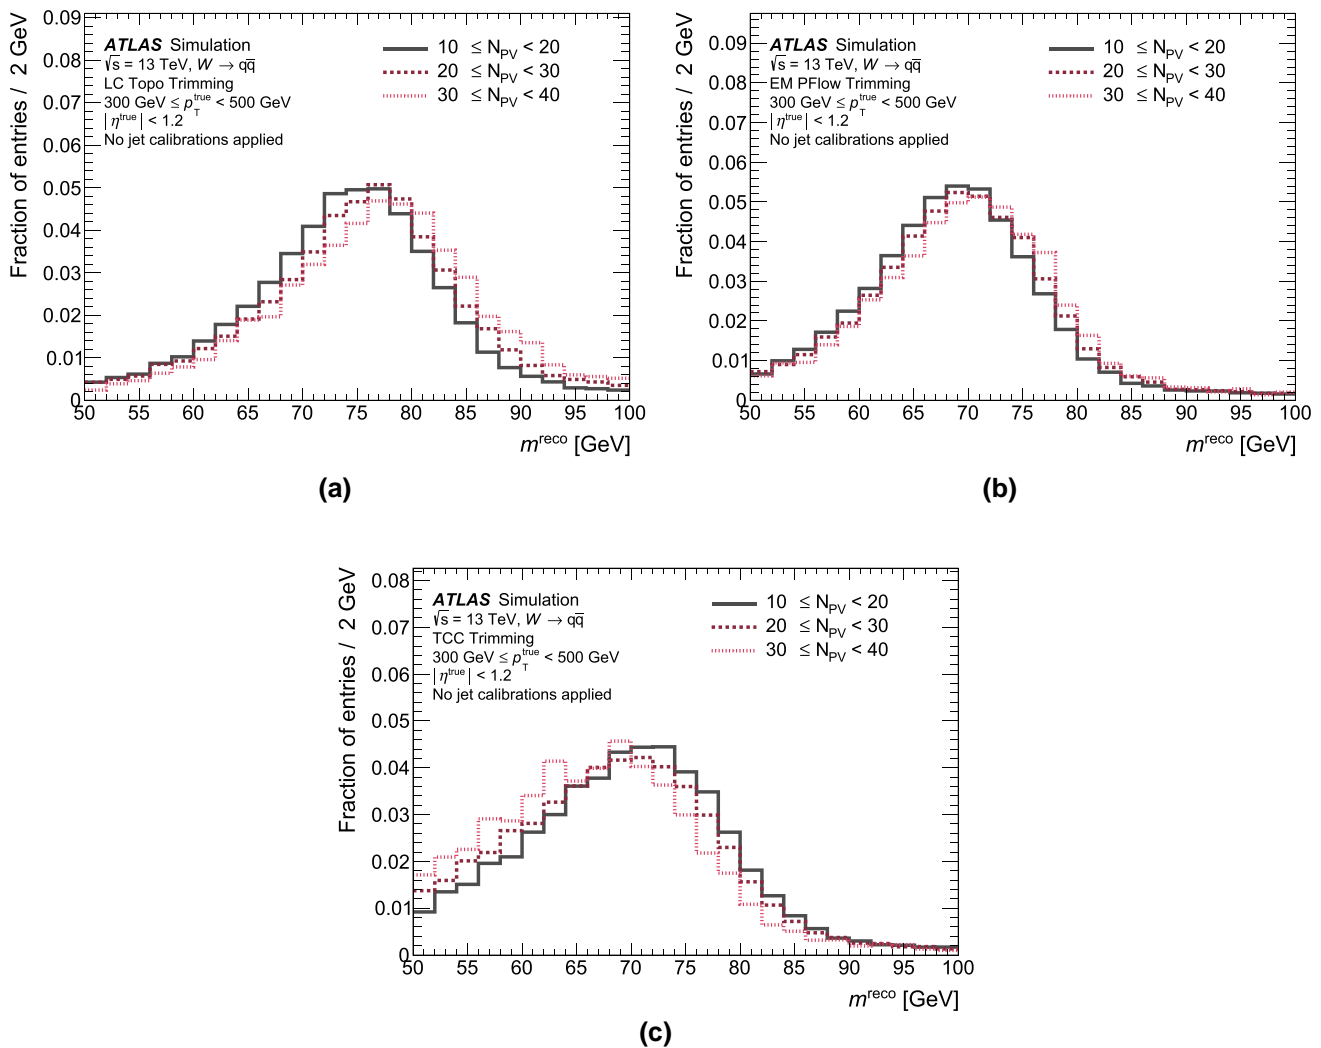 Fraction of entries / 2 GeV
0.09
0.08
0.07
0.06
0.05
0.04
0.03
0.02
0.01
0
ATLAS Simulation
√s = 13 TeV, W → qq̅
LC Topo Trimming
300 GeV ≤ p_T^true < 500 GeV
|η^true| < 1.2
No jet calibrations applied
10 ≤ N_PV < 20
20 ≤ N_PV < 30
30 ≤ N_PV < 40
50 55 60 65 70 75 80 85 90 95 100
m^reco [GeV]
(a)
Fraction of entries / 2 GeV
0.09
0.08
0.07
0.06
0.05
0.04
0.03
0.02
0.01
0
ATLAS Simulation
√s = 13 TeV, W → qq̅
EM PFlow Trimming
300 GeV ≤ p_T^true < 500 GeV
|η^true| < 1.2
No jet calibrations applied
10 ≤ N_PV < 20
20 ≤ N_PV < 30
30 ≤ N_PV < 40
50 55 60 65 70 75 80 85 90 95 100
m^reco [GeV]
(b)
Fraction of entries / 2 GeV
0.08
0.07
0.06
0.05
0.04
0.03
0.02
0.01
0
ATLAS Simulation
√s = 13 TeV, W → qq̅
TCC Trimming
300 GeV ≤ p_T^true < 500 GeV
|η^true| < 1.2
No jet calibrations applied
10 ≤ N_PV < 20
20 ≤ N_PV < 30
30 ≤ N_PV < 40
50 55 60 65 70 75 80 85 90 95 100
m^reco [GeV]
(c)